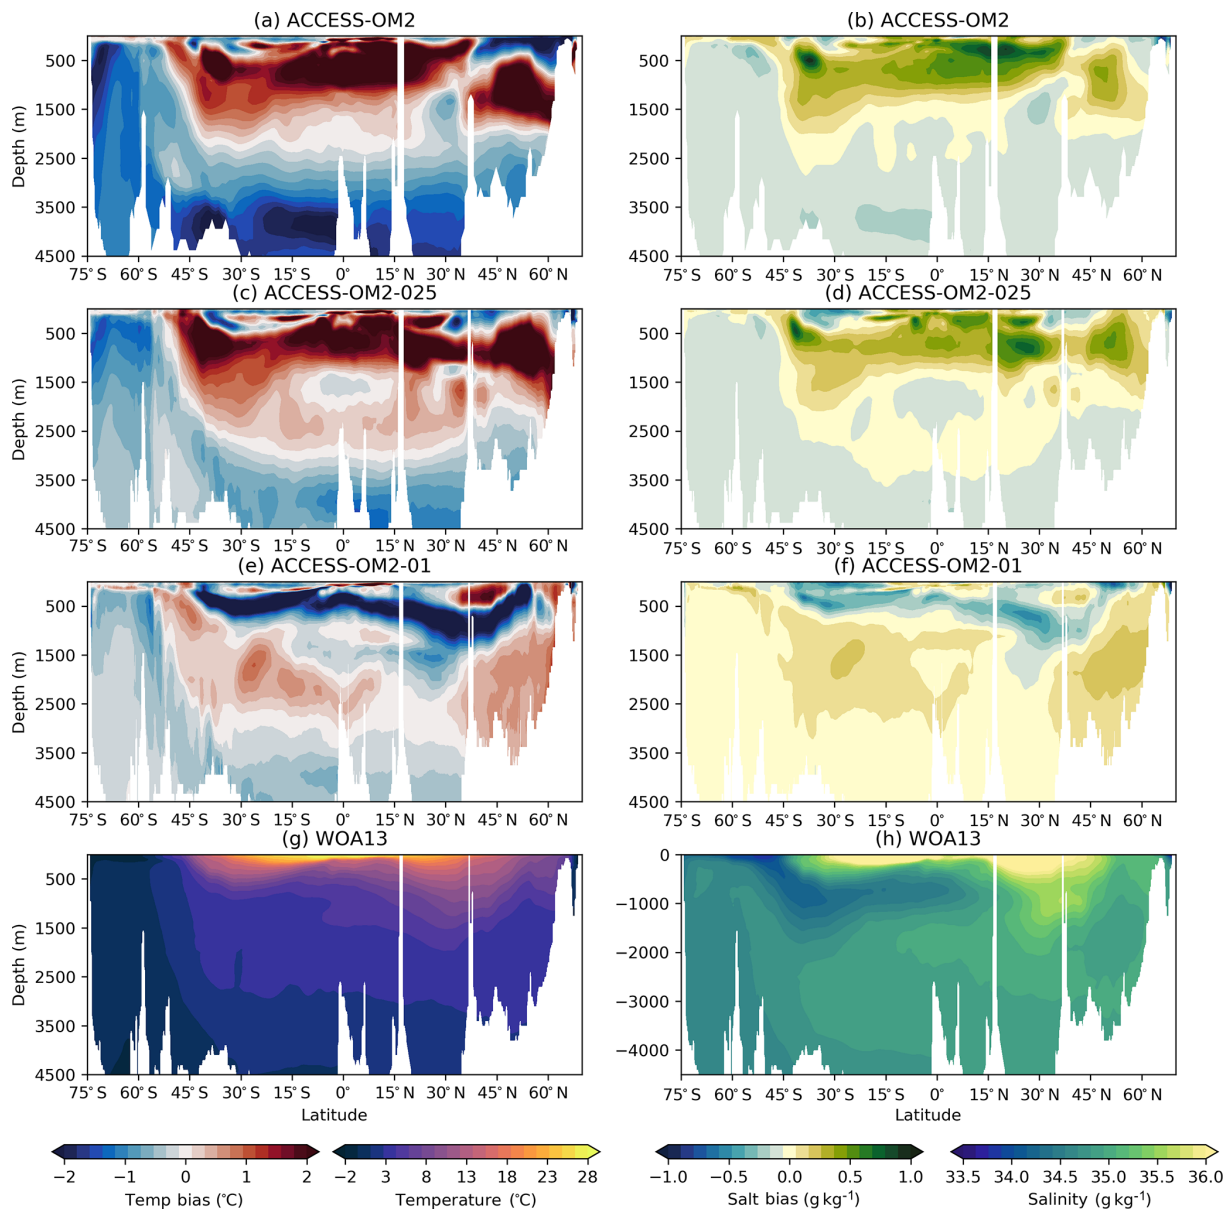 (a) ACCESS-OM2
(b) ACCESS-OM2
Depth (m)
500
1500
2500
3500
4500
75°S 60°S 45°S 30°S 15°S 0° 15°N 30°N 45°N 60°N
75°S 60°S 45°S 30°S 15°S 0° 15°N 30°N 45°N 60°N
(c) ACCESS-OM2-025
(d) ACCESS-OM2-025
Depth (m)
500
1500
2500
3500
4500
75°S 60°S 45°S 30°S 15°S 0° 15°N 30°N 45°N 60°N
75°S 60°S 45°S 30°S 15°S 0° 15°N 30°N 45°N 60°N
(e) ACCESS-OM2-01
(f) ACCESS-OM2-01
Depth (m)
500
1500
2500
3500
4500
75°S 60°S 45°S 30°S 15°S 0° 15°N 30°N 45°N 60°N
75°S 60°S 45°S 30°S 15°S 0° 15°N 30°N 45°N 60°N
(g) WOA13
(h) WOA13
Depth (m)
500
1500
2500
3500
4500
0
−1000
−2000
−3000
−4000
75°S 60°S 45°S 30°S 15°S 0° 15°N 30°N 45°N 60°N
75°S 60°S 45°S 30°S 15°S 0° 15°N 30°N 45°N 60°N
Latitude
Latitude
−2 −1 0 1 2
Temp bias (°C)
−2 3 8 13 18 23 28
Temperature (°C)
−1.0 −0.5 0.0 0.5 1.0
Salt bias (g kg⁻¹)
33.5 34.0 34.5 35.0 35.5 36.0
Salinity (g kg⁻¹)